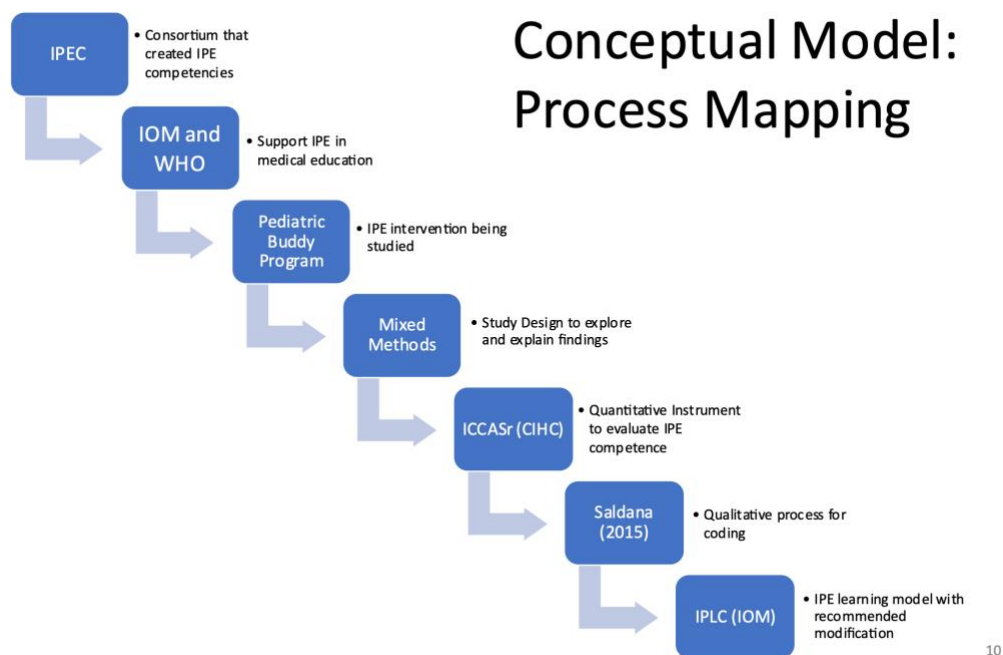 Conceptual Model:
Process Mapping
IPEC
• Consortium that
created IPE
competencies
IOM and
WHO
• Support IPE in
medical education
Pediatric
Buddy
Program
• IPE intervention being
studied
Mixed
Methods
• Study Design to explore
and explain findings
ICCASr (CIHC)
• Quantitative Instrument
to evaluate IPE
competence
Saldana
(2015)
• Qualitative process for
coding
IPLC (IOM)
• IPE learning model with
recommended
modification
10